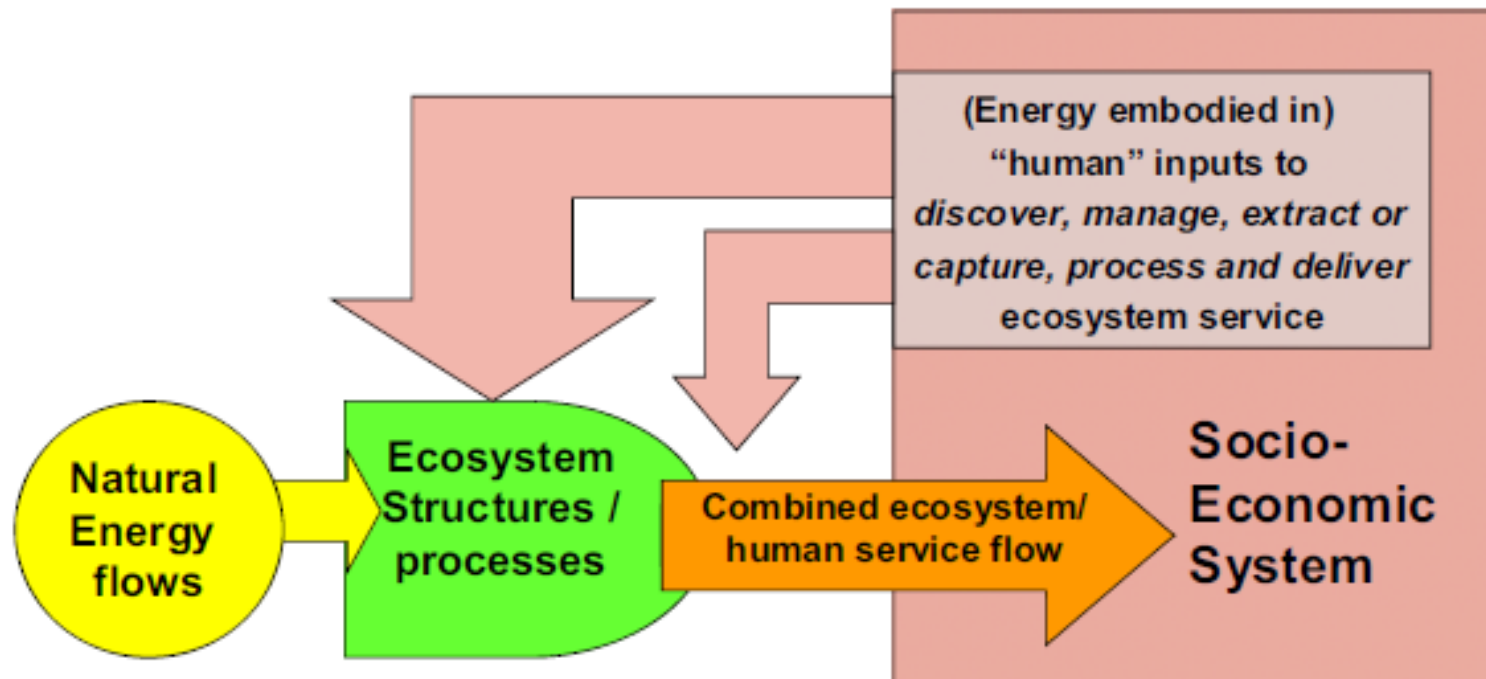 (Energy embodied in)
“human” inputs to
discover, manage, extract or
capture, process and deliver
ecosystem service
Natural
Energy
flows
Ecosystem
Structures /
processes
Combined ecosystem/
human service flow
Socio-
Economic
System